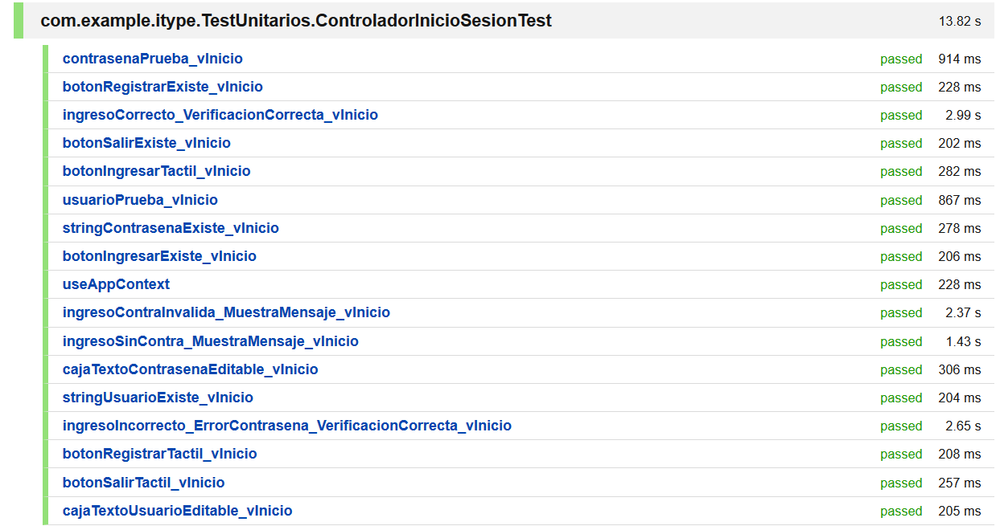 com.example.itype.TestUnitarios.ControladorInicioSesionTest 13.82 s
contrasenaPrueba_vInicio passed 914 ms
botonRegistrarExiste_vInicio passed 228 ms
ingresoCorrecto_VerificacionCorrecta_vInicio passed 2.99 s
botonSalirExiste_vInicio passed 202 ms
botonIngresarTactil_vInicio passed 282 ms
usuarioPrueba_vInicio passed 867 ms
stringContrasenaExiste_vInicio passed 278 ms
botonIngresarExiste_vInicio passed 206 ms
useAppContext passed 228 ms
ingresoContraInvalida_MuestraMensaje_vInicio passed 2.37 s
ingresoSinContra_MuestraMensaje_vInicio passed 1.43 s
cajaTextoContrasenaEditable_vInicio passed 306 ms
stringUsuarioExiste_vInicio passed 204 ms
ingresoIncorrecto_ErrorContrasena_VerificacionCorrecta_vInicio passed 2.65 s
botonRegistrarTactil_vInicio passed 208 ms
botonSalirTactil_vInicio passed 257 ms
cajaTextoUsuarioEditable_vInicio passed 205 ms